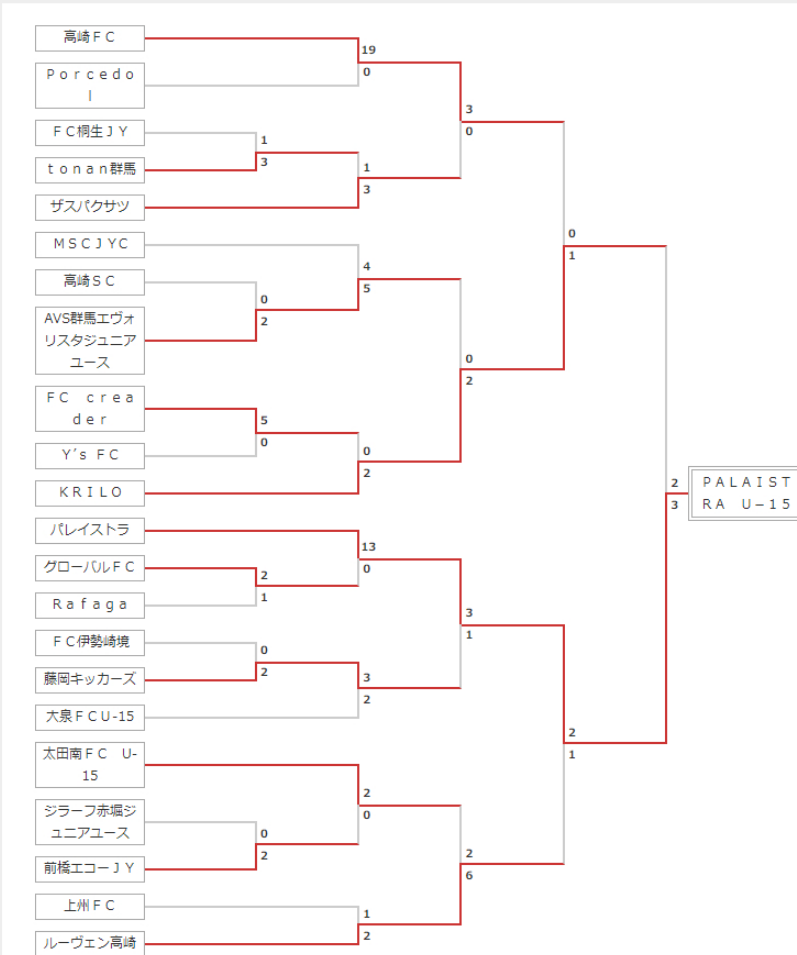 高崎ＦＣ
19
Ｐｏｒｃｅｄｏ
ｌ
0
3
ＦＣ桐生ＪＹ
1
0
ｔｏｎａｎ群馬
3
1
ザスパクサツ
3
ＭＳＣＪＹＣ
0
4
1
高崎ＳＣ
0
5
AVS群馬エヴォ
リスタジュニア
ユース
2
0
2
ＦＣ　ｃｒｅａ
ｄｅｒ
5
Ｙ’ｓ ＦＣ
0
0
ＫＲＩＬＯ
2
2
ＰＡＬＡＩＳＴ
ＲＡ　Ｕ−１５
3
パレイストラ
13
グローバルＦＣ
2
0
Ｒａｆａｇａ
1
3
ＦＣ伊勢崎境
0
1
藤岡キッカーズ
2
3
大泉ＦＣＵ-15
2
太田南ＦＣ　Ｕ-
15
2
1
2
ジラーフ赤堀ジ
ュニアユース
0
0
前橋エコーＪＹ
2
2
6
上州ＦＣ
1
ルーヴェン高崎
2